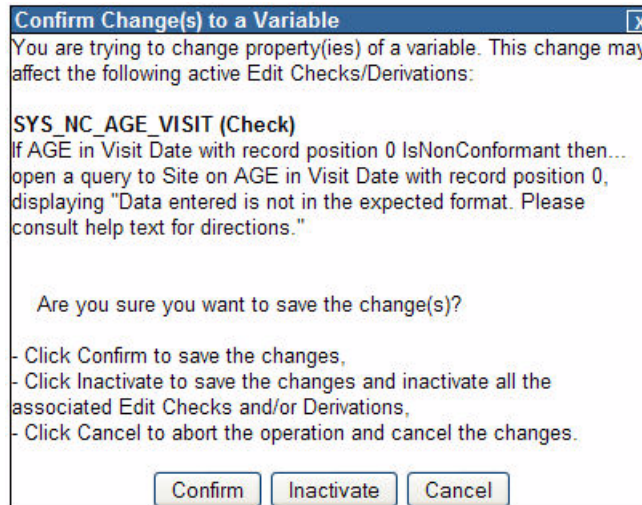 Confirm Change(s) to a Variable
x
You are trying to change property(ies) of a variable. This change may
affect the following active Edit Checks/Derivations:
SYS_NC_AGE_VISIT (Check)
If AGE in Visit Date with record position 0 IsNonConformant then...
open a query to Site on AGE in Visit Date with record position 0,
displaying "Data entered is not in the expected format. Please
consult help text for directions."
Are you sure you want to save the change(s)?
- Click Confirm to save the changes,
- Click Inactivate to save the changes and inactivate all the
associated Edit Checks and/or Derivations,
- Click Cancel to abort the operation and cancel the changes.
Confirm Inactivate Cancel